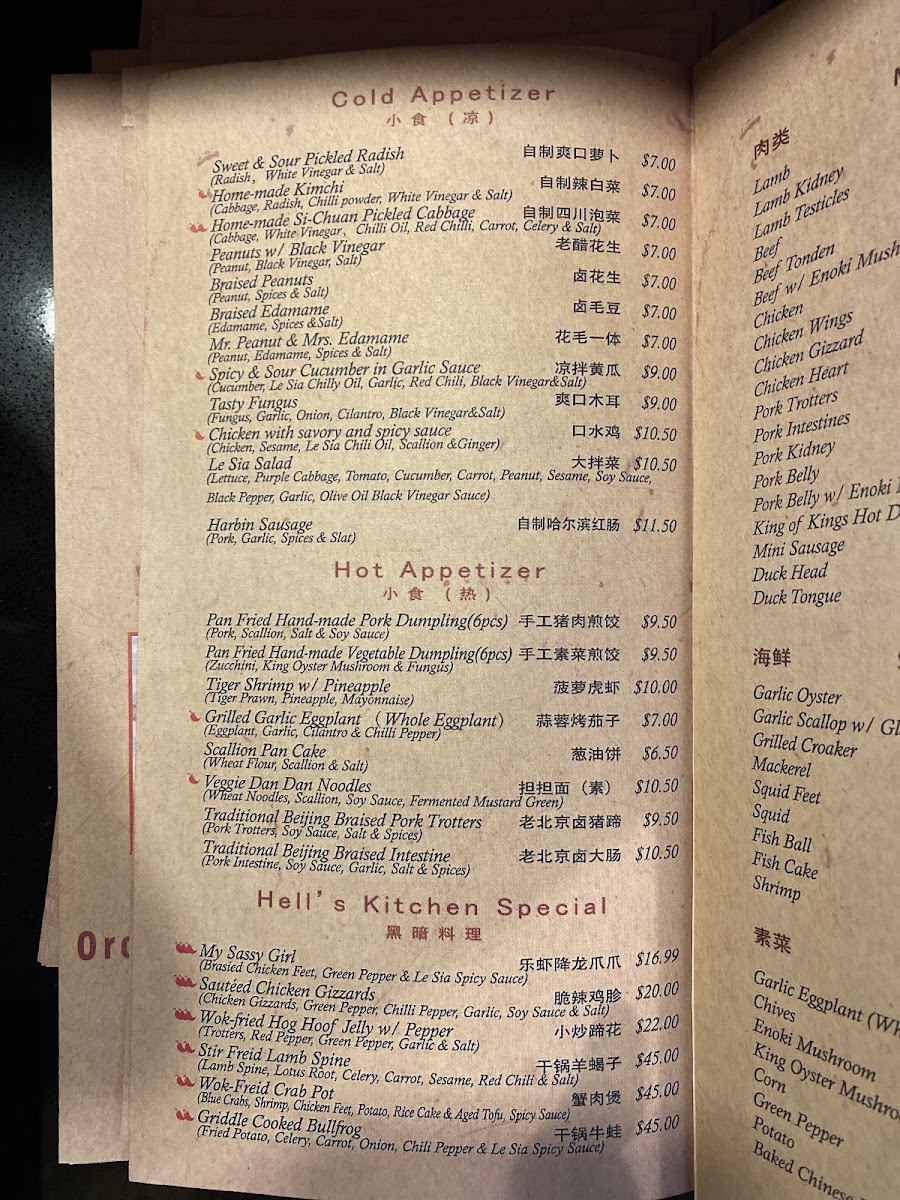 Cold Appetizer
小食（凉）
Sweet & Sour Pickled Radish 自制爽口萝卜 $7.00
(Radish, White Vinegar & Salt)
Home-made Kimchi 自制辣白菜 $7.00
(Cabbage, Radish, Chilli powder, White Vinegar & Salt)
Home-made Si-Chuan Pickled Cabbage 自制四川泡菜 $7.00
(Cabbage, White Vinegar、Chilli Oil, Red Chilli, Carrot, Celery & Salt)
Peanuts w/ Black Vinegar 老醋花生 $7.00
(Peanut, Black Vinegar, Salt)
Braised Peanuts 卤花生 $7.00
(Peanut, Spices & Salt)
Braised Edamame 卤毛豆 $7.00
(Edamame, Spices &Salt)
Mr. Peanut & Mrs. Edamame 花毛一体 $7.00
(Peanut, Edamame, Spices & Salt)
Spicy & Sour Cucumber in Garlic Sauce 凉拌黄瓜 $9.00
(Cucumber, Le Sia Chilly Oil, Garlic, Red Chili, Black Vinegar&Salt)
Tasty Fungus 爽口木耳 $9.00
(Fungus, Garlic, Onion, Cilantro, Black Vinegar&Salt)
Chicken with savory and spicy sauce 口水鸡 $10.50
(Chicken, Sesame, Le Sia Chili Oil, Scallion &Ginger)
Le Sia Salad 大拌菜 $10.50
(Lettuce, Purple Cabbage, Tomato, Cucumber, Carrot, Peanut, Sesame, Soy Sauce,
Black Pepper, Garlic, Olive Oil Black Vinegar Sauce)
Harbin Sausage 自制哈尔滨红肠 $11.50
(Pork, Garlic, Spices & Slat)
Hot Appetizer
小食（热）
Pan Fried Hand-made Pork Dumpling(6pcs) 手工猪肉煎饺 $9.50
(Pork, Scallion, Salt & Soy Sauce)
Pan Fried Hand-made Vegetable Dumpling(6pcs) 手工素菜煎饺 $9.50
(Zucchini, King Oyster Mushroom & Fungus)
Tiger Shrimp w/ Pineapple 菠萝虎虾 $10.00
(Tiger Prawn, Pineapple, Mayonnaise)
Grilled Garlic Eggplant （Whole Eggplant） 蒜蓉烤茄子 $7.00
(Eggplant, Garlic, Cilantro & Chilli Pepper)
Scallion Pan Cake 葱油饼 $6.50
(Wheat Flour, Scallion & Salt)
Veggie Dan Dan Noodles 担担面（素） $10.50
(Wheat Noodles, Scallion, Soy Sauce, Fermented Mustard Green)
Traditional Beijing Braised Pork Trotters 老北京卤猪蹄 $9.50
(Pork Trotters, Soy Sauce, Salt & Spices)
Traditional Beijing Braised Intestine 老北京卤大肠 $10.50
(Pork Intestine, Soy Sauce, Garlic, Salt & Spices)
Hell's Kitchen Special
黑暗料理
My Sassy Girl 乐虾降龙爪爪 $16.99
(Brasied Chicken Feet, Green Pepper & Le Sia Spicy Sauce)
Sautéed Chicken Gizzards 脆辣鸡胗 $20.00
(Chicken Gizzards, Green Pepper, Chilli Pepper, Garlic, Soy Sauce & Salt)
Wok-fried Hog Hoof Jelly w/ Pepper 小炒蹄花 $22.00
(Trotters, Red Pepper, Green Pepper, Garlic & Salt)
Stir Freid Lamb Spine 干锅羊蝎子 $45.00
(Lamb Spine, Lotus Root, Celery, Carrot, Sesame, Red Chili & Salt)
Wok-Freid Crab Pot 蟹肉煲 $45.00
(Blue Crabs, Shrimp, Chicken Feet, Potato, Rice Cake & Aged Tofu, Spicy Sauce)
Griddle Cooked Bullfrog 干锅牛蛙 $45.00
(Fried Potato, Celery, Carrot, Onion, Chili Pepper & Le Sia Spicy Sauce)
肉类
Lamb
Lamb Kidney
Lamb Testicles
Beef
Beef Tonden
Beef w/ Enoki Mush
Chicken
Chicken Wings
Chicken Gizzard
Chicken Heart
Pork Trotters
Pork Intestines
Pork Kidney
Pork Belly
Pork Belly w/ Enoki
King of Kings Hot D
Mini Sausage
Duck Head
Duck Tongue
海鲜
Garlic Oyster
Garlic Scallop w/ Gl
Grilled Croaker
Mackerel
Squid Feet
Squid
Fish Ball
Fish Cake
Shrimp
素菜
Garlic Eggplant (Wh
Chives
Enoki Mushroom
King Oyster Mushro
Corn
Green Pepper
Potato
Baked Chinese
Ord